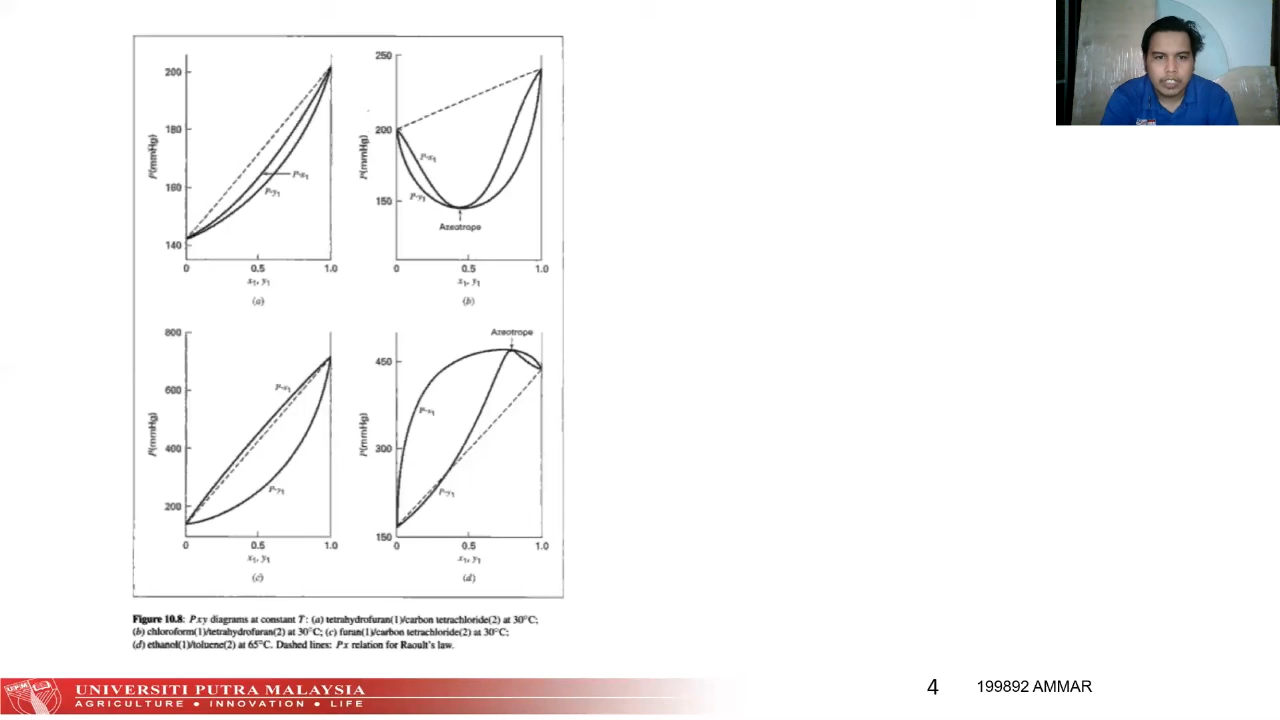 200
180
160
140
P(mmHg)
P-x₁
P-y₁
0 0.5 1.0
x₁, y₁
(a)
250
200
150
P(mmHg)
P-x₁
P-y₁
Azeotrope
0 0.5 1.0
x₁, y₁
(b)
800
600
400
200
P(mmHg)
P-x₁
P-y₁
0 0.5 1.0
x₁, y₁
(c)
Azeotrope
450
300
150
P(mmHg)
P-x₁
P-y₁
0 0.5 1.0
x₁, y₁
(d)
Figure 10.8: Pxy diagrams at constant T: (a) tetrahydrofuran(1)/carbon tetrachloride(2) at 30°C;
(b) chloroform(1)/tetrahydrofuran(2) at 30°C; (c) furan(1)/carbon tetrachloride(2) at 30°C;
(d) ethanol(1)/toluene(2) at 65°C. Dashed lines: Px relation for Raoult's law.
UPM
UNIVERSITI PUTRA MALAYSIA
AGRICULTURE • INNOVATION • LIFE
4
199892 AMMAR